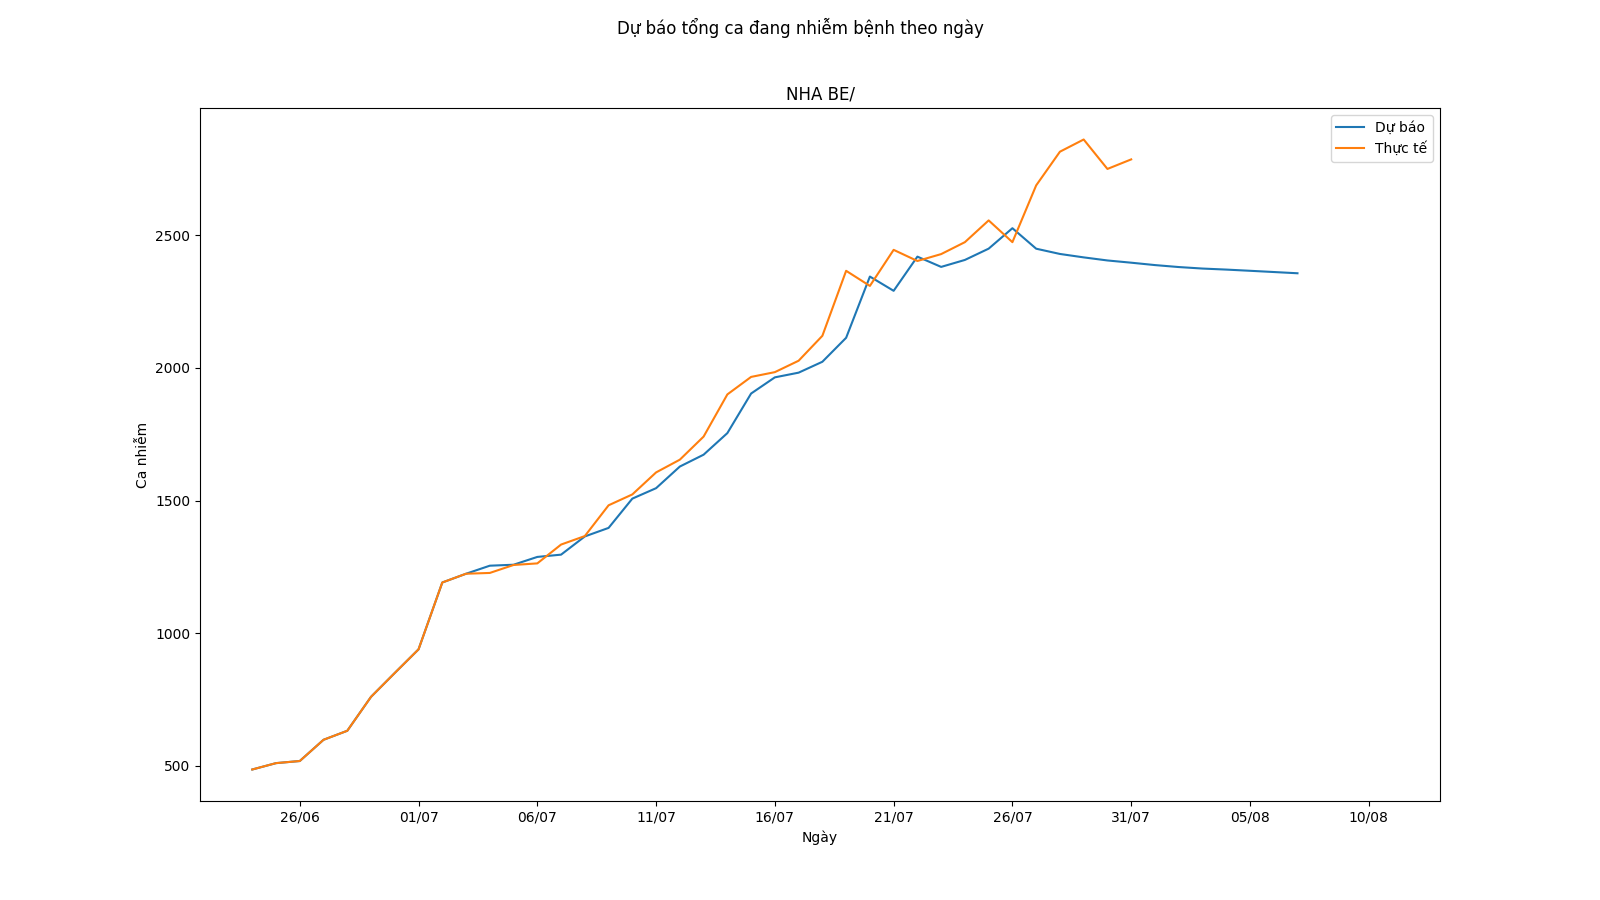 Dự báo tổng ca đang nhiễm bệnh theo ngày
NHA BE/
Dự báo
Thực tế
Ca nhiễm
2500
2000
1500
1000
500
26/06 01/07 06/07 11/07 16/07 21/07 26/07 31/07 05/08 10/08
Ngày